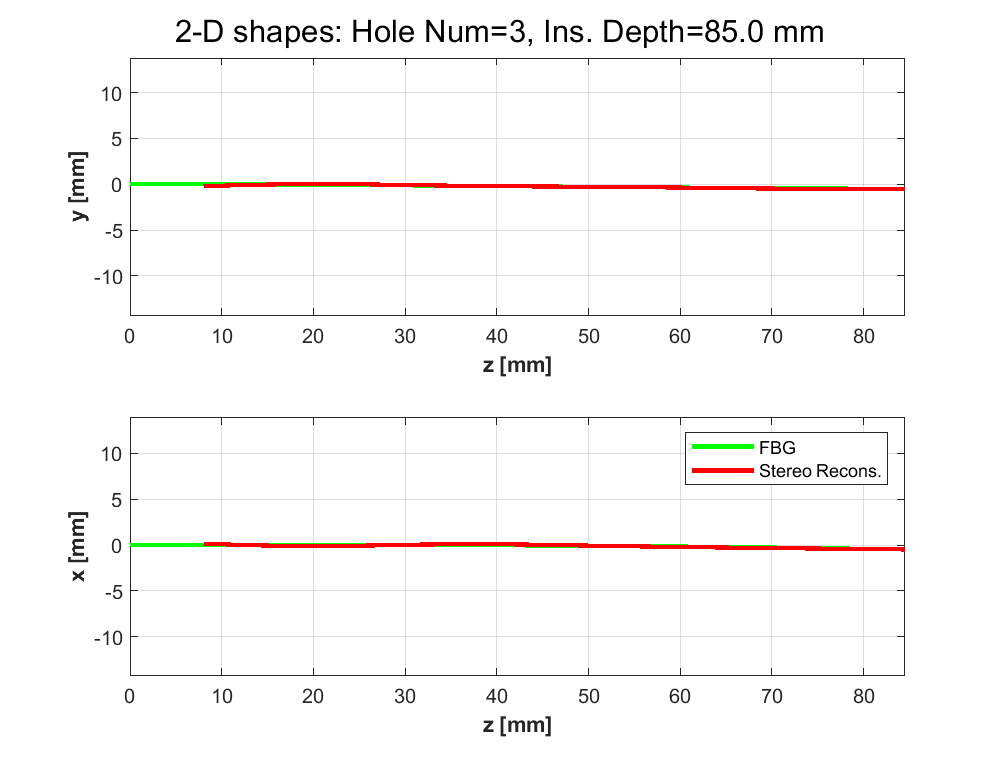 2-D shapes: Hole Num=3, Ins. Depth=85.0 mm
10
5
0
-5
-10
y [mm]
0 10 20 30 40 50 60 70 80
z [mm]
FBG
Stereo Recons.
10
5
0
-5
-10
x [mm]
0 10 20 30 40 50 60 70 80
z [mm]